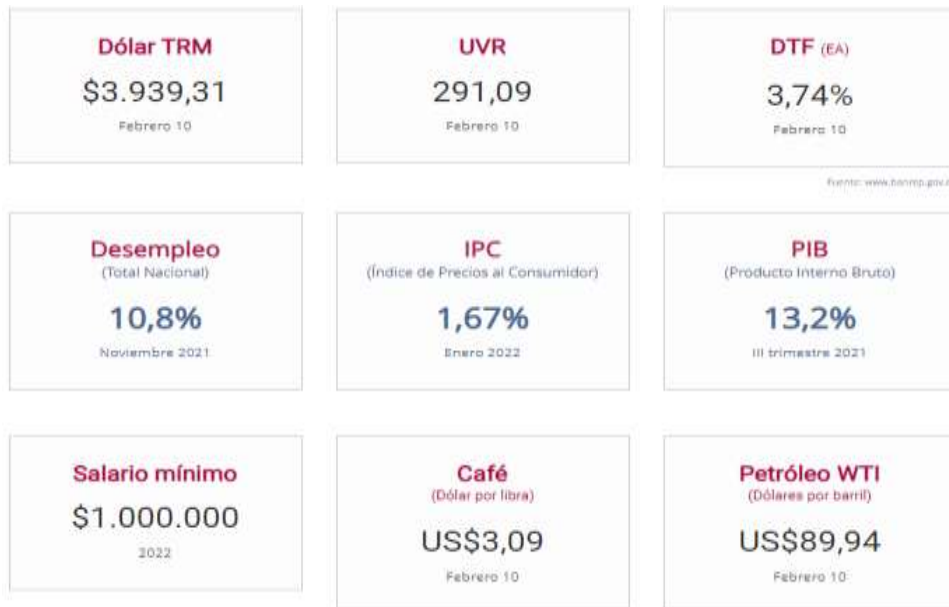 Dólar TRM
$3.939,31
Febrero 10
UVR
291,09
Febrero 10
DTF (EA)
3,74%
Febrero 10
Fuente:
Desempleo
(Total Nacional)
10,8%
Noviembre 2021
IPC
(Índice de Precios al Consumidor)
1,67%
Enero 2022
PIB
(Producto Interno Bruto)
13,2%
III trimestre 2021
Salario mínimo
$1.000.000
2022
Café
(Dólar por libra)
US$3,09
Febrero 10
Petróleo WTI
(Dólares por barril)
US$89,94
Febrero 10